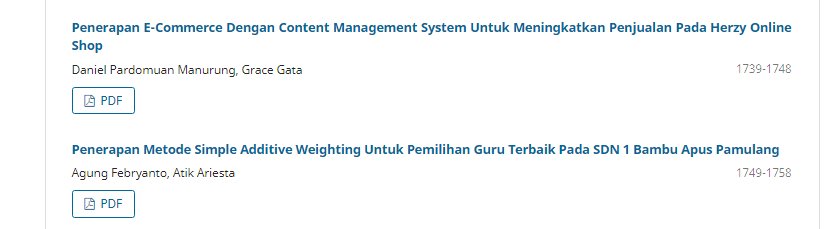 Penerapan E-Commerce Dengan Content Management System Untuk Meningkatkan Penjualan Pada Herzy Online
Shop
Daniel Pardomuan Manurung, Grace Gata
1739-1748
PDF
Penerapan Metode Simple Additive Weighting Untuk Pemilihan Guru Terbaik Pada SDN 1 Bambu Apus Pamulang
Agung Febryanto, Atik Ariesta
1749-1758
PDF